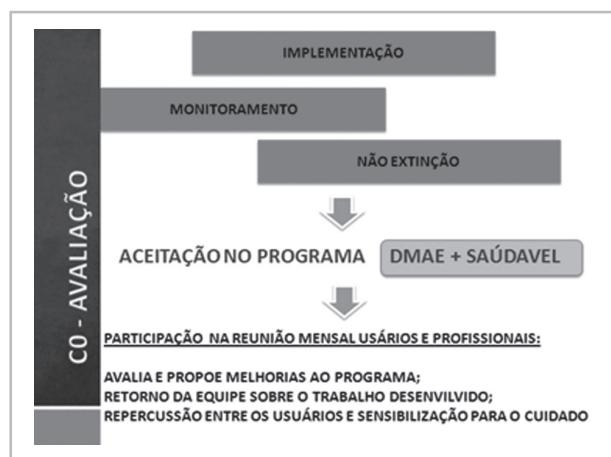 C0 - AVALIAÇÃO
IMPLEMENTAÇÃO
MONITORAMENTO
NÃO EXTINÇÃO
ACEITAÇÃO NO PROGRAMA DMAE + SAÚDAVEL
PARTICIPAÇÃO NA REUNIÃO MENSAL USÁRIOS E PROFISSIONAIS:
AVALIA E PROPOE MELHORIAS AO PROGRAMA;
RETORNO DA EQUIPE SOBRE O TRABALHO DESENVILVIDO;
REPERCUSSÃO ENTRE OS USUÁRIOS E SENSIBILIZAÇÃO PARA O CUIDADO